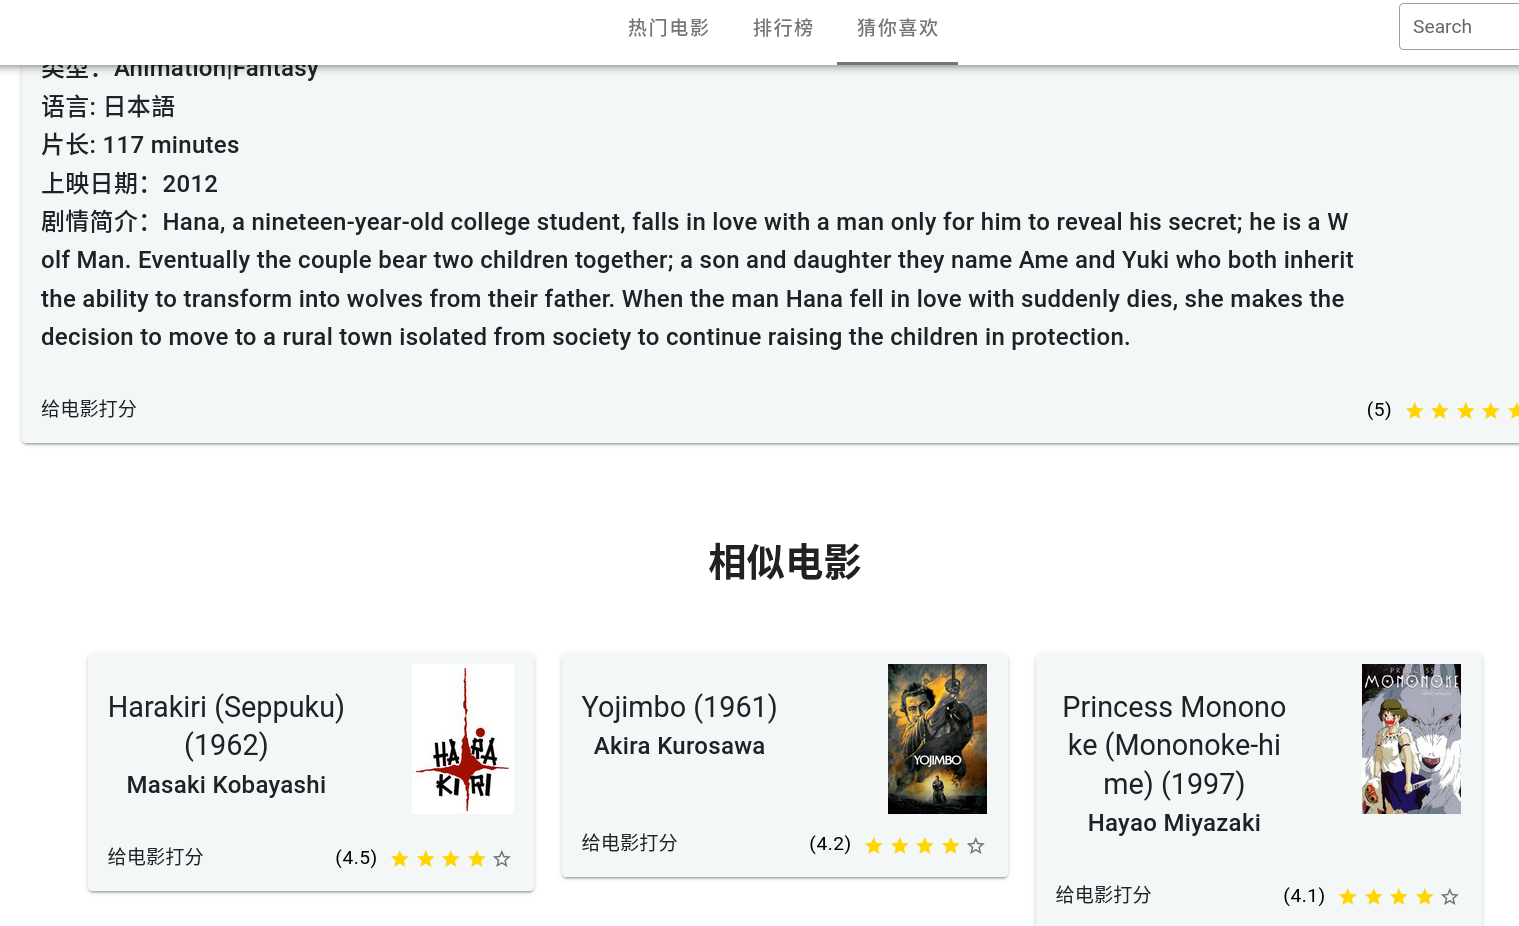 热门电影 排行榜 猜你喜欢 Search
类型：Animation|Fantasy
语言: 日本語
片长: 117 minutes
上映日期：2012
剧情简介：Hana, a nineteen-year-old college student, falls in love with a man only for him to reveal his secret; he is a W
olf Man. Eventually the couple bear two children together; a son and daughter they name Ame and Yuki who both inherit
the ability to transform into wolves from their father. When the man Hana fell in love with suddenly dies, she makes the
decision to move to a rural town isolated from society to continue raising the children in protection.
给电影打分 (5)
相似电影
Harakiri (Seppuku)
(1962)
Masaki Kobayashi
HARA
KIRI
给电影打分 (4.5)
Yojimbo (1961)
Akira Kurosawa
YOJIMBO
给电影打分 (4.2)
Princess Monono
ke (Mononoke-hi
me) (1997)
Hayao Miyazaki
PRINCESS
MONONOKE
给电影打分 (4.1)